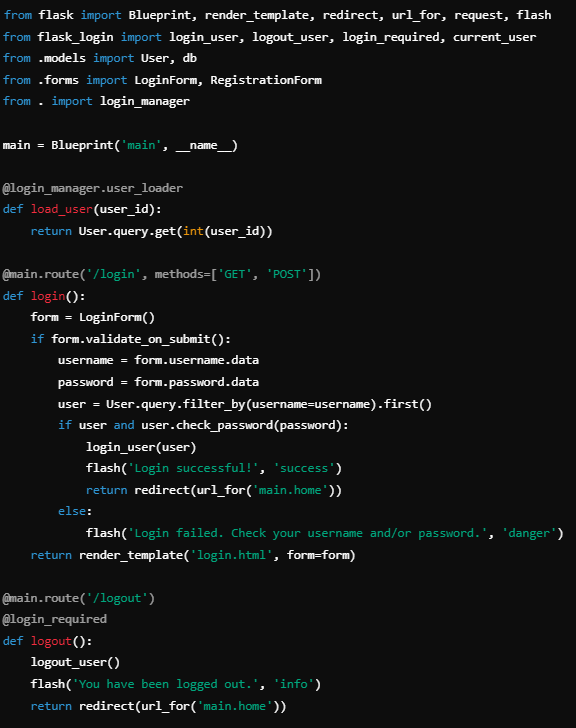 from flask import Blueprint, render_template, redirect, url_for, request, flash
from flask_login import login_user, logout_user, login_required, current_user
from .models import User, db
from .forms import LoginForm, RegistrationForm
from . import login_manager

main = Blueprint('main', __name__)

@login_manager.user_loader
def load_user(user_id):
    return User.query.get(int(user_id))

@main.route('/login', methods=['GET', 'POST'])
def login():
    form = LoginForm()
    if form.validate_on_submit():
        username = form.username.data
        password = form.password.data
        user = User.query.filter_by(username=username).first()
        if user and user.check_password(password):
            login_user(user)
            flash('Login successful!', 'success')
            return redirect(url_for('main.home'))
        else:
            flash('Login failed. Check your username and/or password.', 'danger')
    return render_template('login.html', form=form)

@main.route('/logout')
@login_required
def logout():
    logout_user()
    flash('You have been logged out.', 'info')
    return redirect(url_for('main.home'))